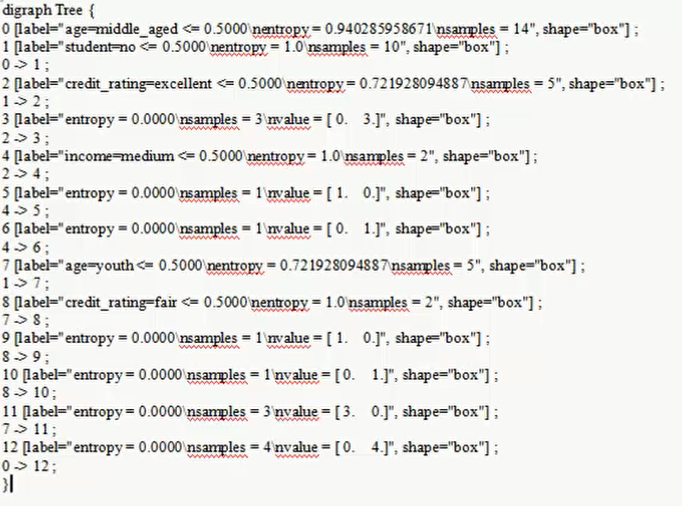 digraph Tree {
0 [label="age=middle_aged <= 0.5000\nentropy = 0.940285958671\nsamples = 14", shape="box"] ;
1 [label="student=no <= 0.5000\nentropy = 1.0\nsamples = 10", shape="box"] ;
0 -> 1 ;
2 [label="credit_rating=excellent <= 0.5000\nentropy = 0.721928094887\nsamples = 5", shape="box"] ;
1 -> 2 ;
3 [label="entropy = 0.0000\nsamples = 3\nvalue = [ 0.   3.]", shape="box"] ;
2 -> 3 ;
4 [label="income=medium <= 0.5000\nentropy = 1.0\nsamples = 2", shape="box"] ;
2 -> 4 ;
5 [label="entropy = 0.0000\nsamples = 1\nvalue = [ 1.   0.]", shape="box"] ;
4 -> 5 ;
6 [label="entropy = 0.0000\nsamples = 1\nvalue = [ 0.   1.]", shape="box"] ;
4 -> 6 ;
7 [label="age=youth <= 0.5000\nentropy = 0.721928094887\nsamples = 5", shape="box"] ;
1 -> 7 ;
8 [label="credit_rating=fair <= 0.5000\nentropy = 1.0\nsamples = 2", shape="box"] ;
7 -> 8 ;
9 [label="entropy = 0.0000\nsamples = 1\nvalue = [ 1.   0.]", shape="box"] ;
8 -> 9 ;
10 [label="entropy = 0.0000\nsamples = 1\nvalue = [ 0.   1.]", shape="box"] ;
8 -> 10 ;
11 [label="entropy = 0.0000\nsamples = 3\nvalue = [ 3.   0.]", shape="box"] ;
7 -> 11 ;
12 [label="entropy = 0.0000\nsamples = 4\nvalue = [ 0.   4.]", shape="box"] ;
0 -> 12 ;
}